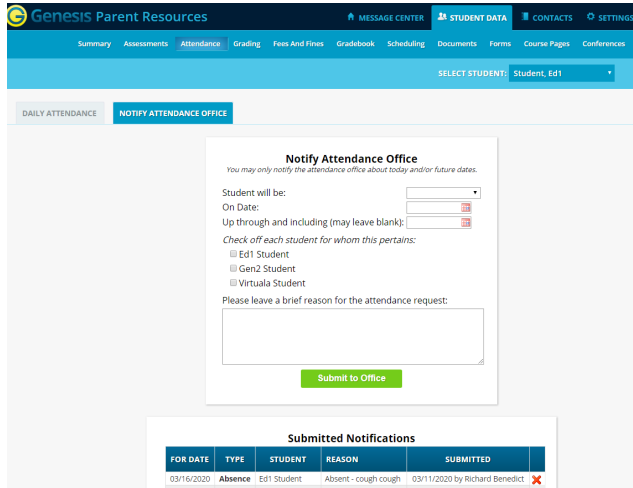 Genesis Parent Resources
MESSAGE CENTER STUDENT DATA CONTACTS SETTINGS
Summary Assessments Attendance Grading Fees And Fines Gradebook Scheduling Documents Forms Course Pages Conferences
SELECT STUDENT: Student, Ed1
DAILY ATTENDANCE NOTIFY ATTENDANCE OFFICE
Notify Attendance Office
You may only notify the attendance office about today and/or future dates.
Student will be:
On Date:
Up through and including (may leave blank):
Check off each student for whom this pertains:
Ed1 Student
Gen2 Student
Virtuala Student
Please leave a brief reason for the attendance request:
Submit to Office
Submitted Notifications
FOR DATE TYPE STUDENT REASON SUBMITTED
03/16/2020 Absence Ed1 Student Absent - cough cough 03/11/2020 by Richard Benedict